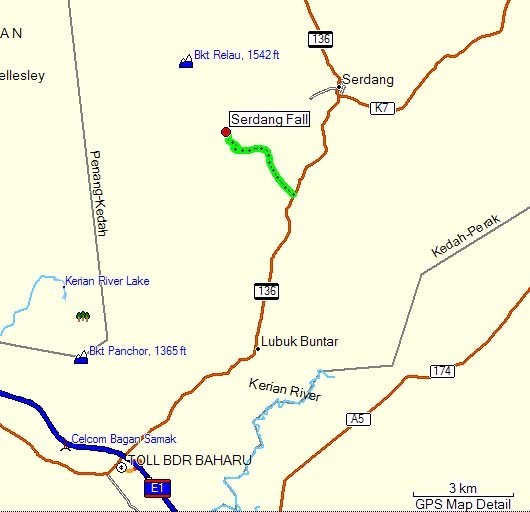 136
AN
Bkt Relau, 1542 ft
ellesley
Serdang
K7
Serdang Fall
Penang-Kedah
Kedah-Perak
Kerian River Lake
136
Lubuk Buntar
Bkt Panchor, 1365 ft
174
Kerian River
A5
Celcom Bagan Samak
TOLL BDR BAHARU
E1
3 km
GPS Map Detail